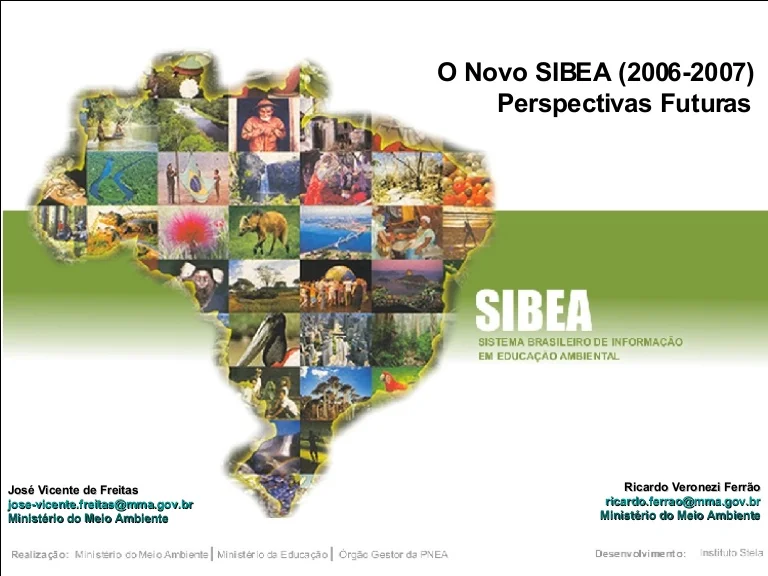 O Novo SIBEA (2006-2007)
Perspectivas Futuras
SIBEA
SISTEMA BRASILEIRO DE INFORMAÇÃO
EM EDUCAÇÃO AMBIENTAL
José Vicente de Freitas
jose-vicente.freitas@mma.gov.br
Ministério do Meio Ambiente
Ricardo Veronezi Ferrão
ricardo.ferrao@mma.gov.br
Ministério do Meio Ambiente
Realização: Ministério do Meio Ambiente | Ministério da Educação | Órgão Gestor da PNEA
Desenvolvimento: Instituto Stela